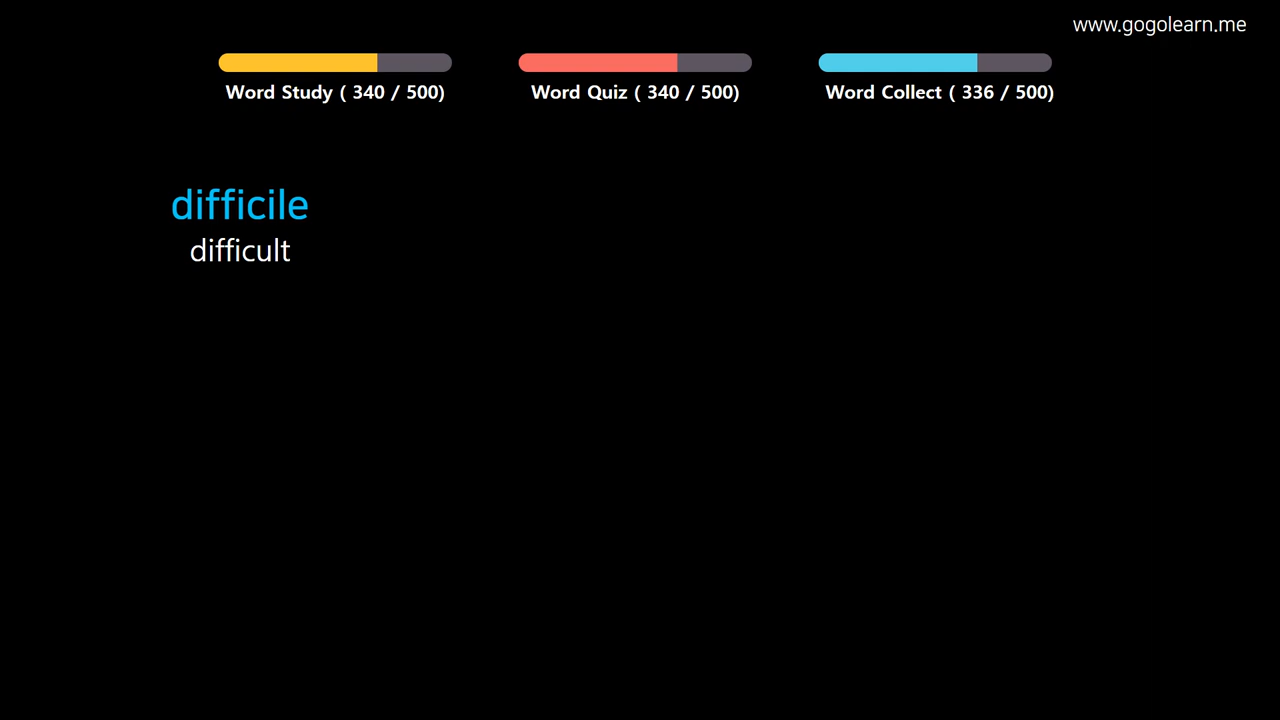 www.gogolearn.me
Word Study ( 340 / 500)
Word Quiz ( 340 / 500)
Word Collect ( 336 / 500)
difficile
difficult